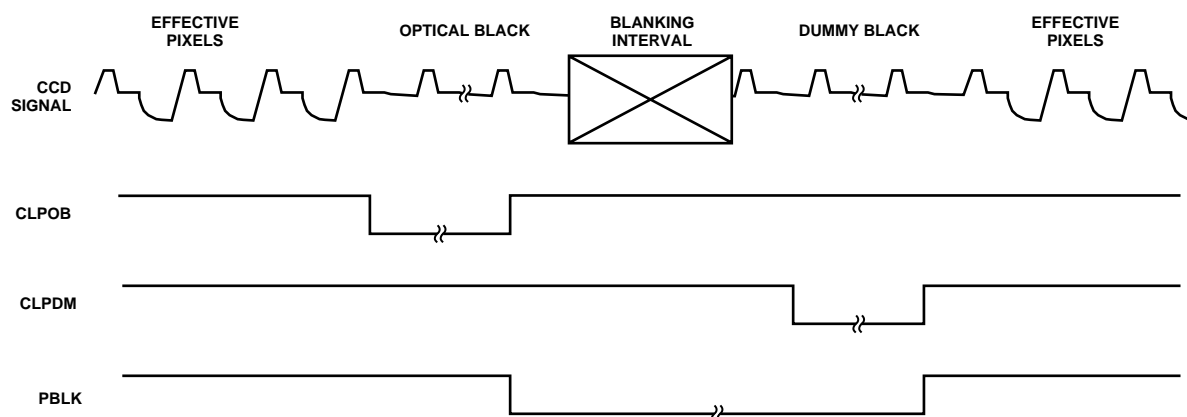 EFFECTIVE
PIXELS
OPTICAL BLACK
BLANKING
INTERVAL
DUMMY BLACK
EFFECTIVE
PIXELS
CCD
SIGNAL
CLPOB
CLPDM
PBLK